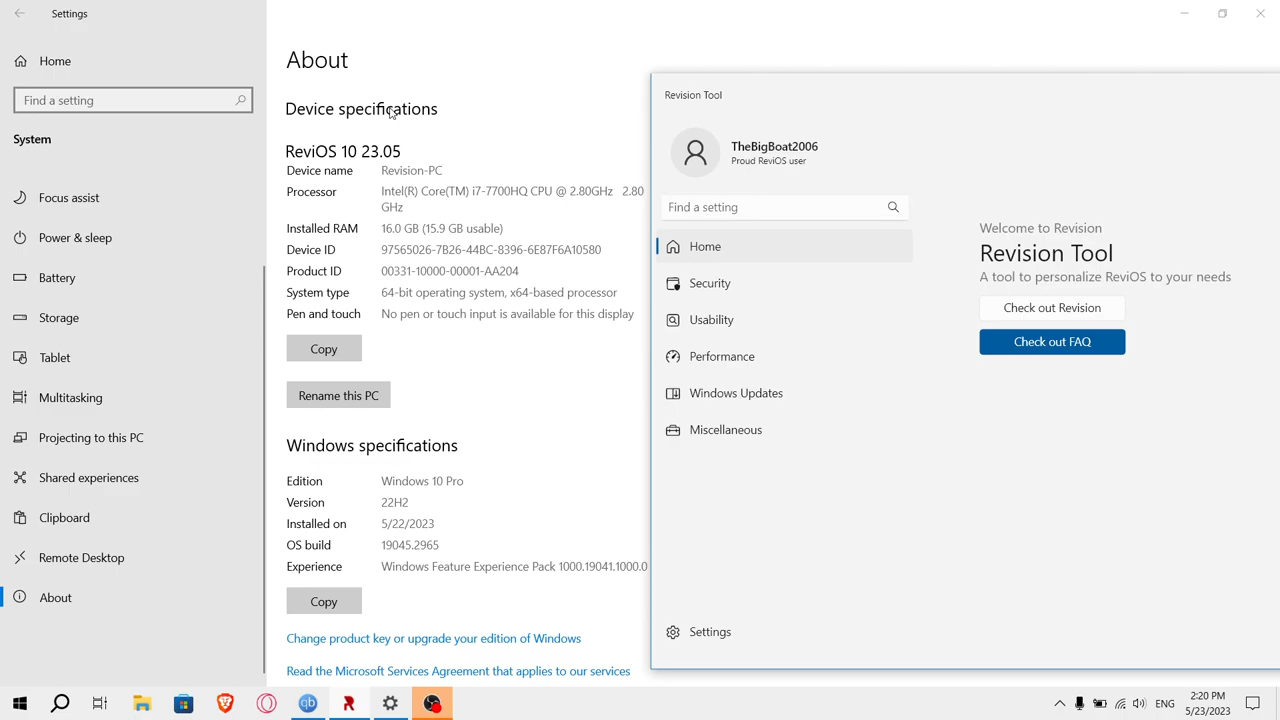 Settings
Home
Find a setting
System
Focus assist
Power & sleep
Battery
Storage
Tablet
Multitasking
Projecting to this PC
Shared experiences
Clipboard
Remote Desktop
About
About
Device specifications
ReviOS 10 23.05
Device name Revision-PC
Processor Intel(R) Core(TM) i7-7700HQ CPU @ 2.80GHz 2.80
GHz
Installed RAM 16.0 GB (15.9 GB usable)
Device ID 97565026-7B26-44BC-8396-6E87F6A10580
Product ID 00331-10000-00001-AA204
System type 64-bit operating system, x64-based processor
Pen and touch No pen or touch input is available for this display
Copy
Rename this PC
Windows specifications
Edition Windows 10 Pro
Version 22H2
Installed on 5/22/2023
OS build 19045.2965
Experience Windows Feature Experience Pack 1000.19041.1000.0
Copy
Change product key or upgrade your edition of Windows
Read the Microsoft Services Agreement that applies to our services
Revision Tool
TheBigBoat2006
Proud ReviOS user
Find a setting
Home
Security
Usability
Performance
Windows Updates
Miscellaneous
Settings
Welcome to Revision
Revision Tool
A tool to personalize ReviOS to your needs
Check out Revision
Check out FAQ
qb
R
ENG
2:20 PM
5/23/2023